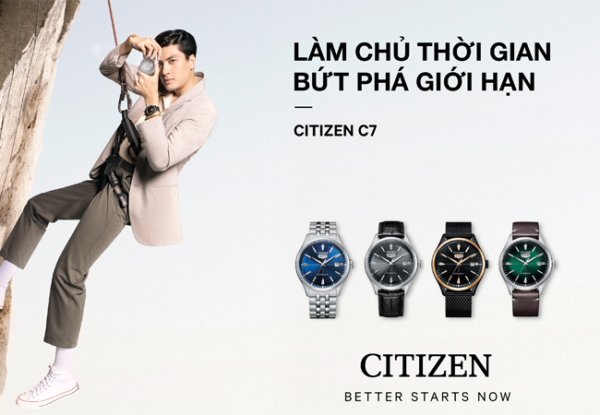 LÀM CHỦ THỜI GIAN
BỨT PHÁ GIỚI HẠN
CITIZEN C7
CITIZEN
BETTER STARTS NOW